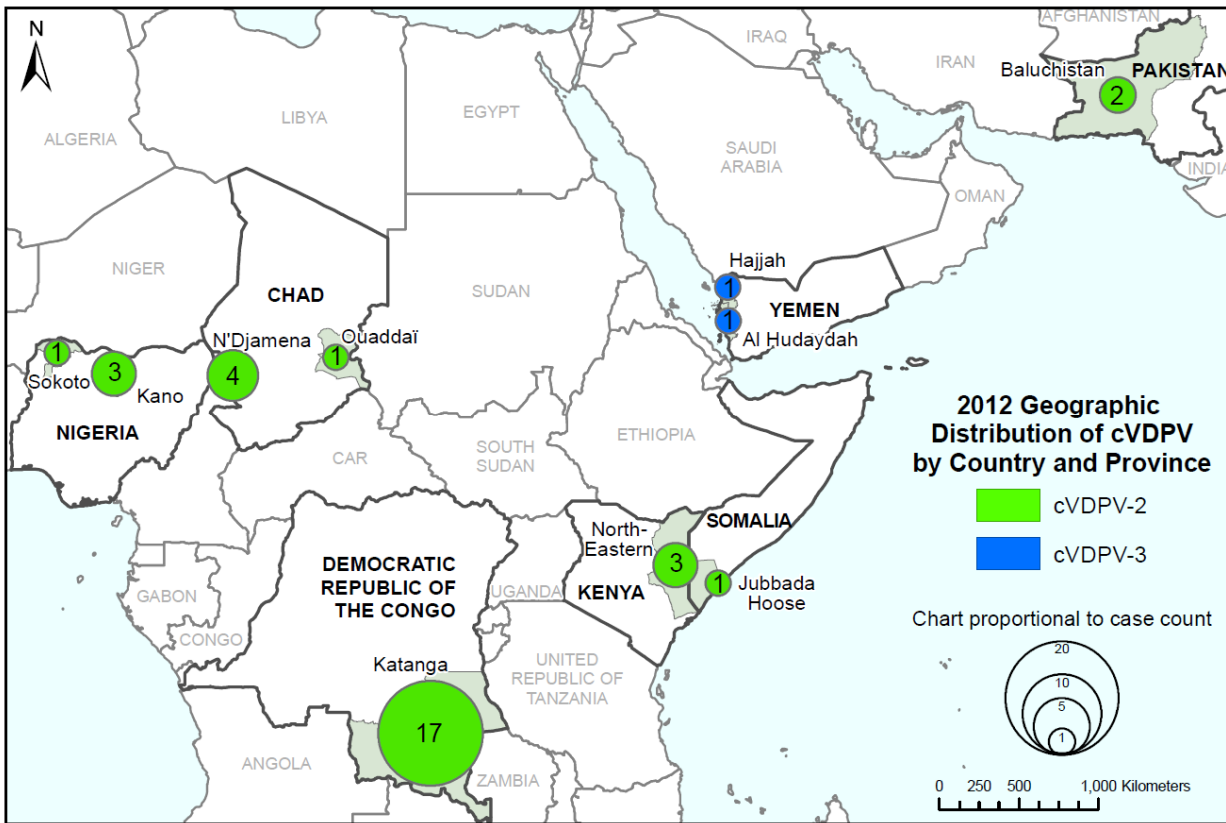 N
AFGHANISTAN
IRAQ
IRAN
Baluchistan
PAKISTAN
2
LIBYA
EGYPT
ALGERIA
SAUDI
ARABIA
INDIA
OMAN
NIGER
CHAD
SUDAN
Hajjah
1
YEMEN
1
Al Hudaydah
N'Djamena
Ouaddaï
1
Sokoto
3
Kano
4
1
NIGERIA
ETHIOPIA
CAR
SOUTH
SUDAN
2012 Geographic
Distribution of cVDPV
by Country and Province
cVDPV-2
cVDPV-3
SOMALIA
North-
Eastern
3
1
Jubbada
Hoose
KENYA
DEMOCRATIC
REPUBLIC OF
THE CONGO
UGANDA
GABON
CONGO
Katanga
17
UNITED
REPUBLIC OF
TANZANIA
ANGOLA
ZAMBIA
Chart proportional to case count
20
10
5
1
0 250 500 1,000 Kilometers